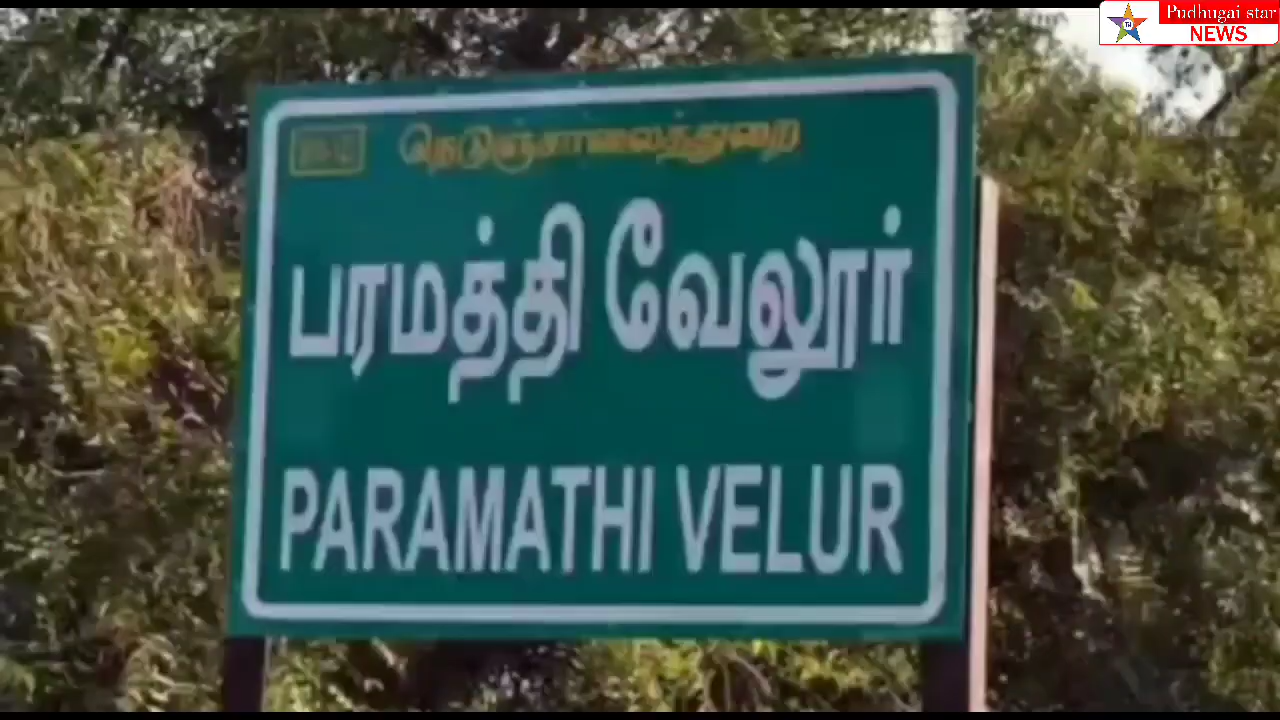 Pudhugai star
NEWS
நெடுஞ்சாலைத்துறை
பரமத்தி வேலூர்
PARAMATHI VELUR